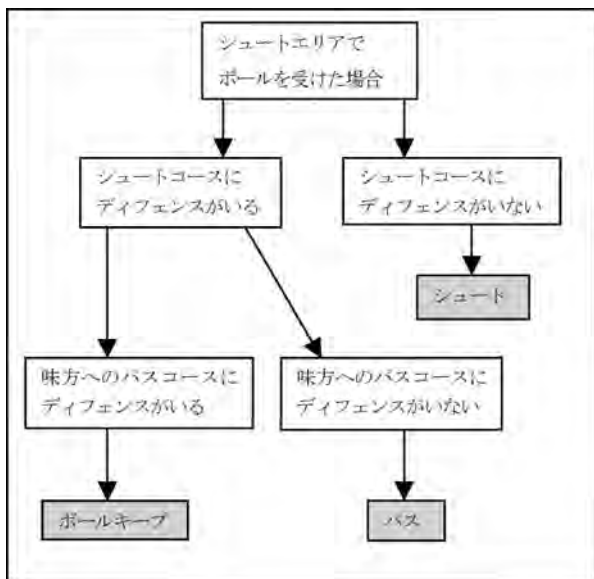 シュートエリアで
ボールを受けた場合
シュートコースに
ディフェンスがいる
シュートコースに
ディフェンスがいない
シュート
味方へのパスコースに
ディフェンスがいる
味方へのパスコースに
ディフェンスがいない
ボールキープ
パス